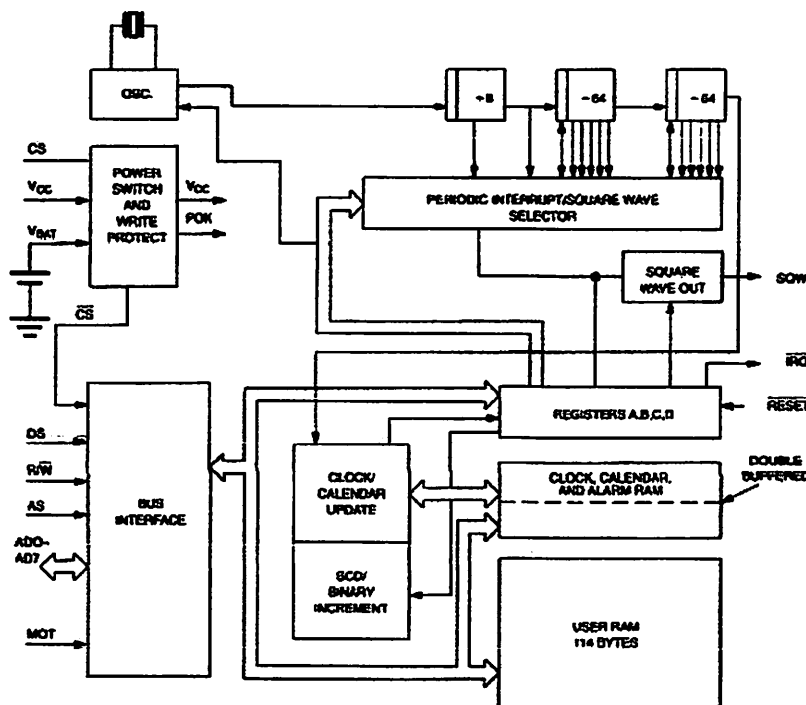 OSC.
÷8
÷64
÷64
CS
VCC
VBAT
POWER
SWITCH
AND
WRITE
PROTECT
VCC
POK
PERIODIC INTERRUPT/SQUARE WAVE
SELECTOR
SQUARE
WAVE OUT
SQW
CS
IRQ
RESET
REGISTERS A,B,C,D
DS
R/W
AS
AD0-
AD7
MOT
BUS
INTERFACE
CLOCK/
CALENDAR
UPDATE
BCD/
BINARY
INCREMENT
CLOCK, CALENDAR,
AND ALARM RAM
DOUBLE
BUFFERED
USER RAM
114 BYTES